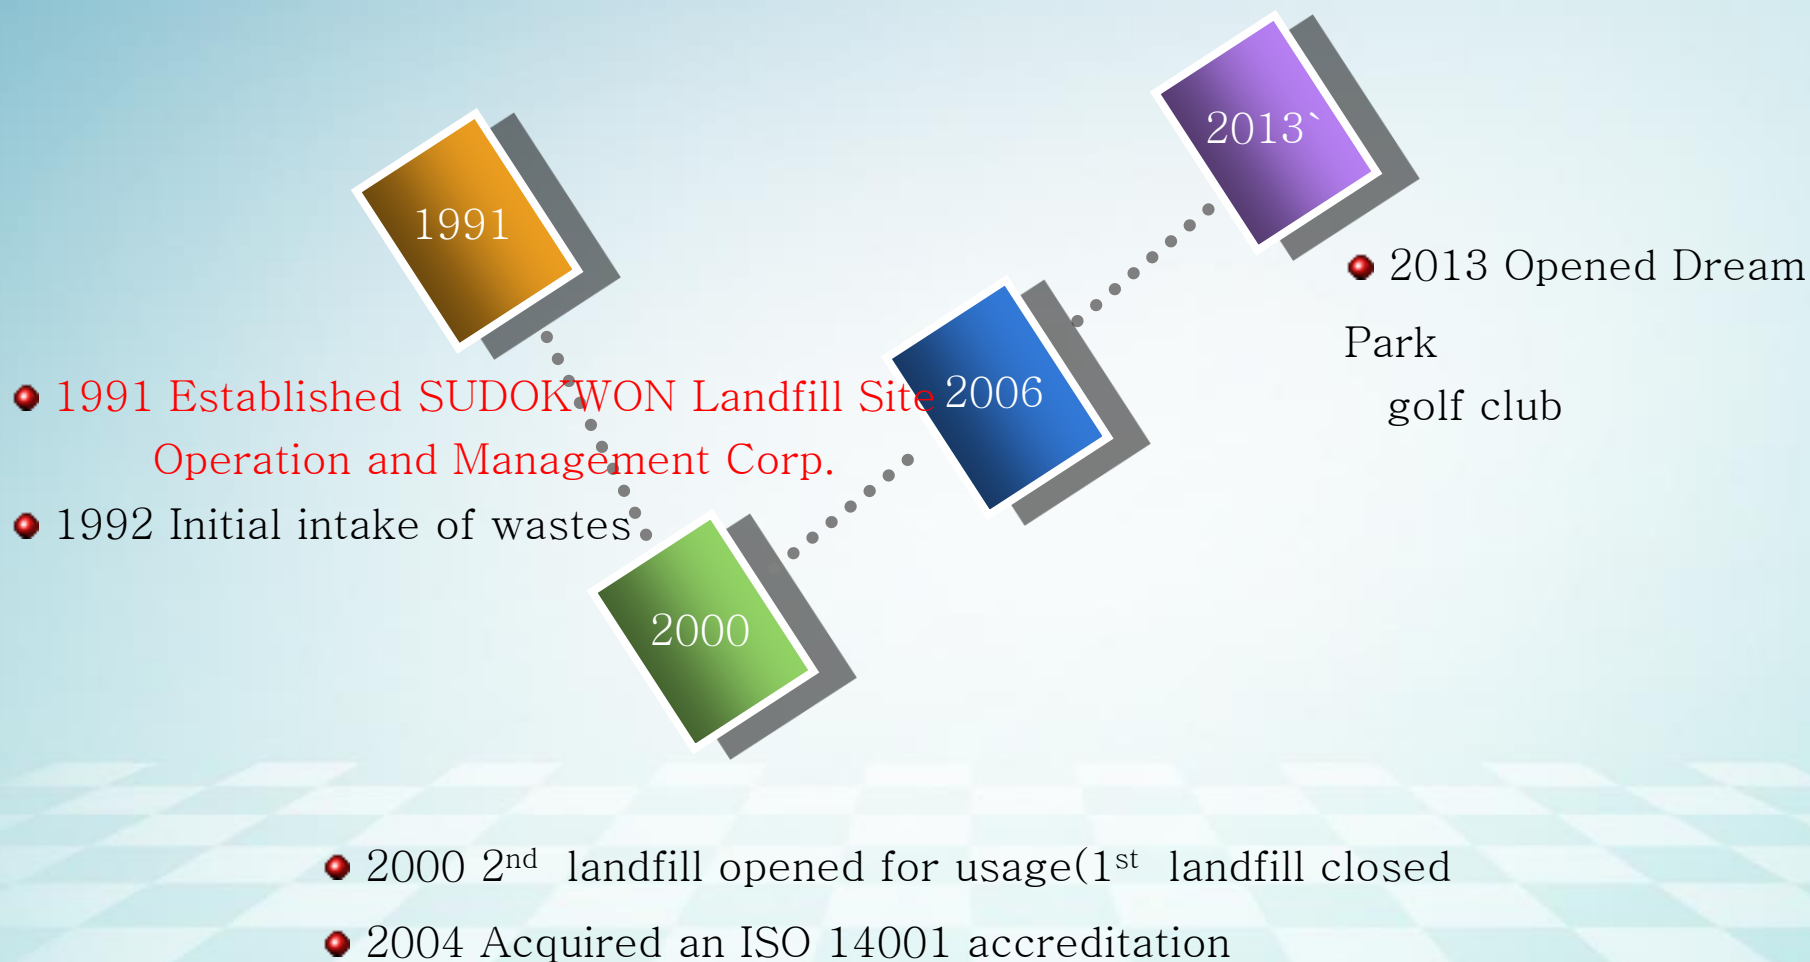 2013`
1991
2013 Opened Dream
Park
golf club
2006
1991 Established SUDOKWON Landfill Site
Operation and Management Corp.
1992 Initial intake of wastes
2000
2000 2nd landfill opened for usage(1st landfill closed
2004 Acquired an ISO 14001 accreditation